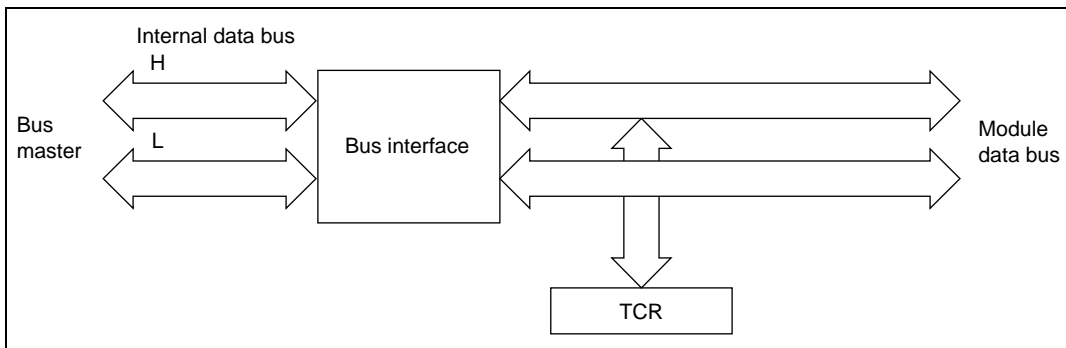 Internal data bus
H
Bus
master
L
Bus interface
Module
data bus
TCR